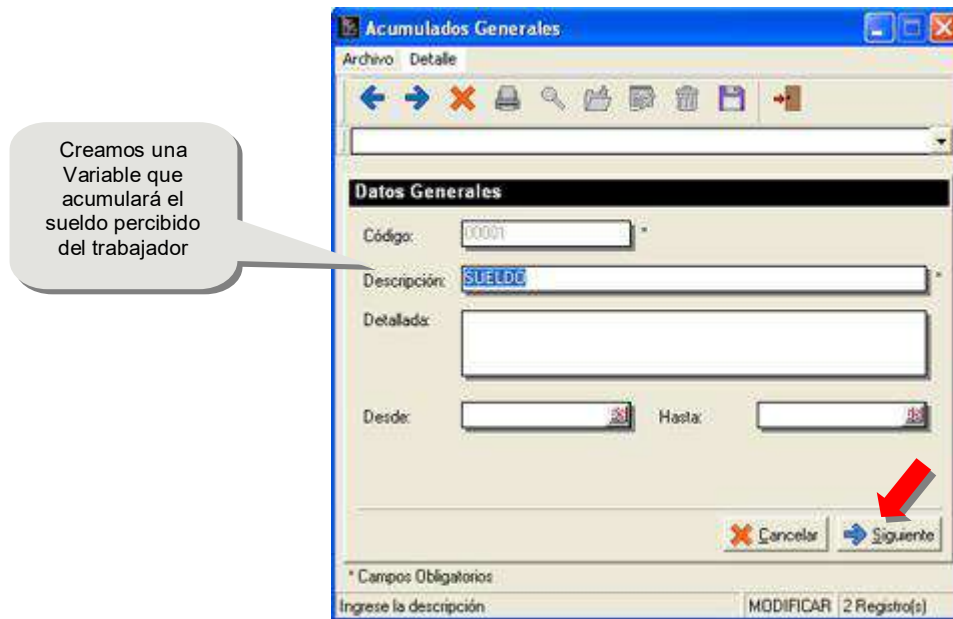 Acumulados Generales
Archivo Detalle
Creamos una
Variable que
acumulará el
sueldo percibido
del trabajador
Datos Generales
Código: 00001 *
Descripción: SUELDO *
Detallada:
Desde: Hasta:
Cancelar Siguiente
* Campos Obligatorios
Ingrese la descripción MODIFICAR 2 Registro(s)